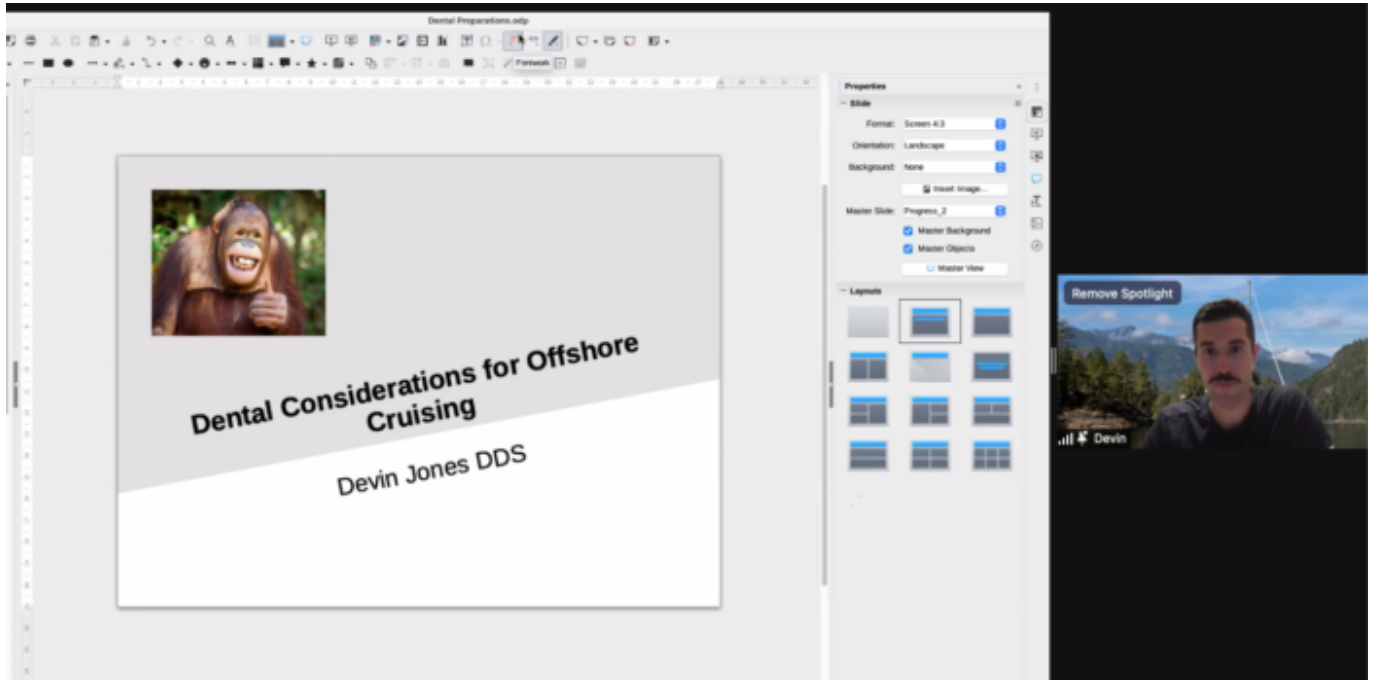 Dental Preparations.odp
Fontwork
Properties
Slide
Format: Screen 4:3
Orientation: Landscape
Background: None
Insert Image...
Master Slide: Progress_2
Master Background
Master Objects
Master View
Layouts
Dental Considerations for Offshore
Cruising
Devin Jones DDS
Remove Spotlight
Devin